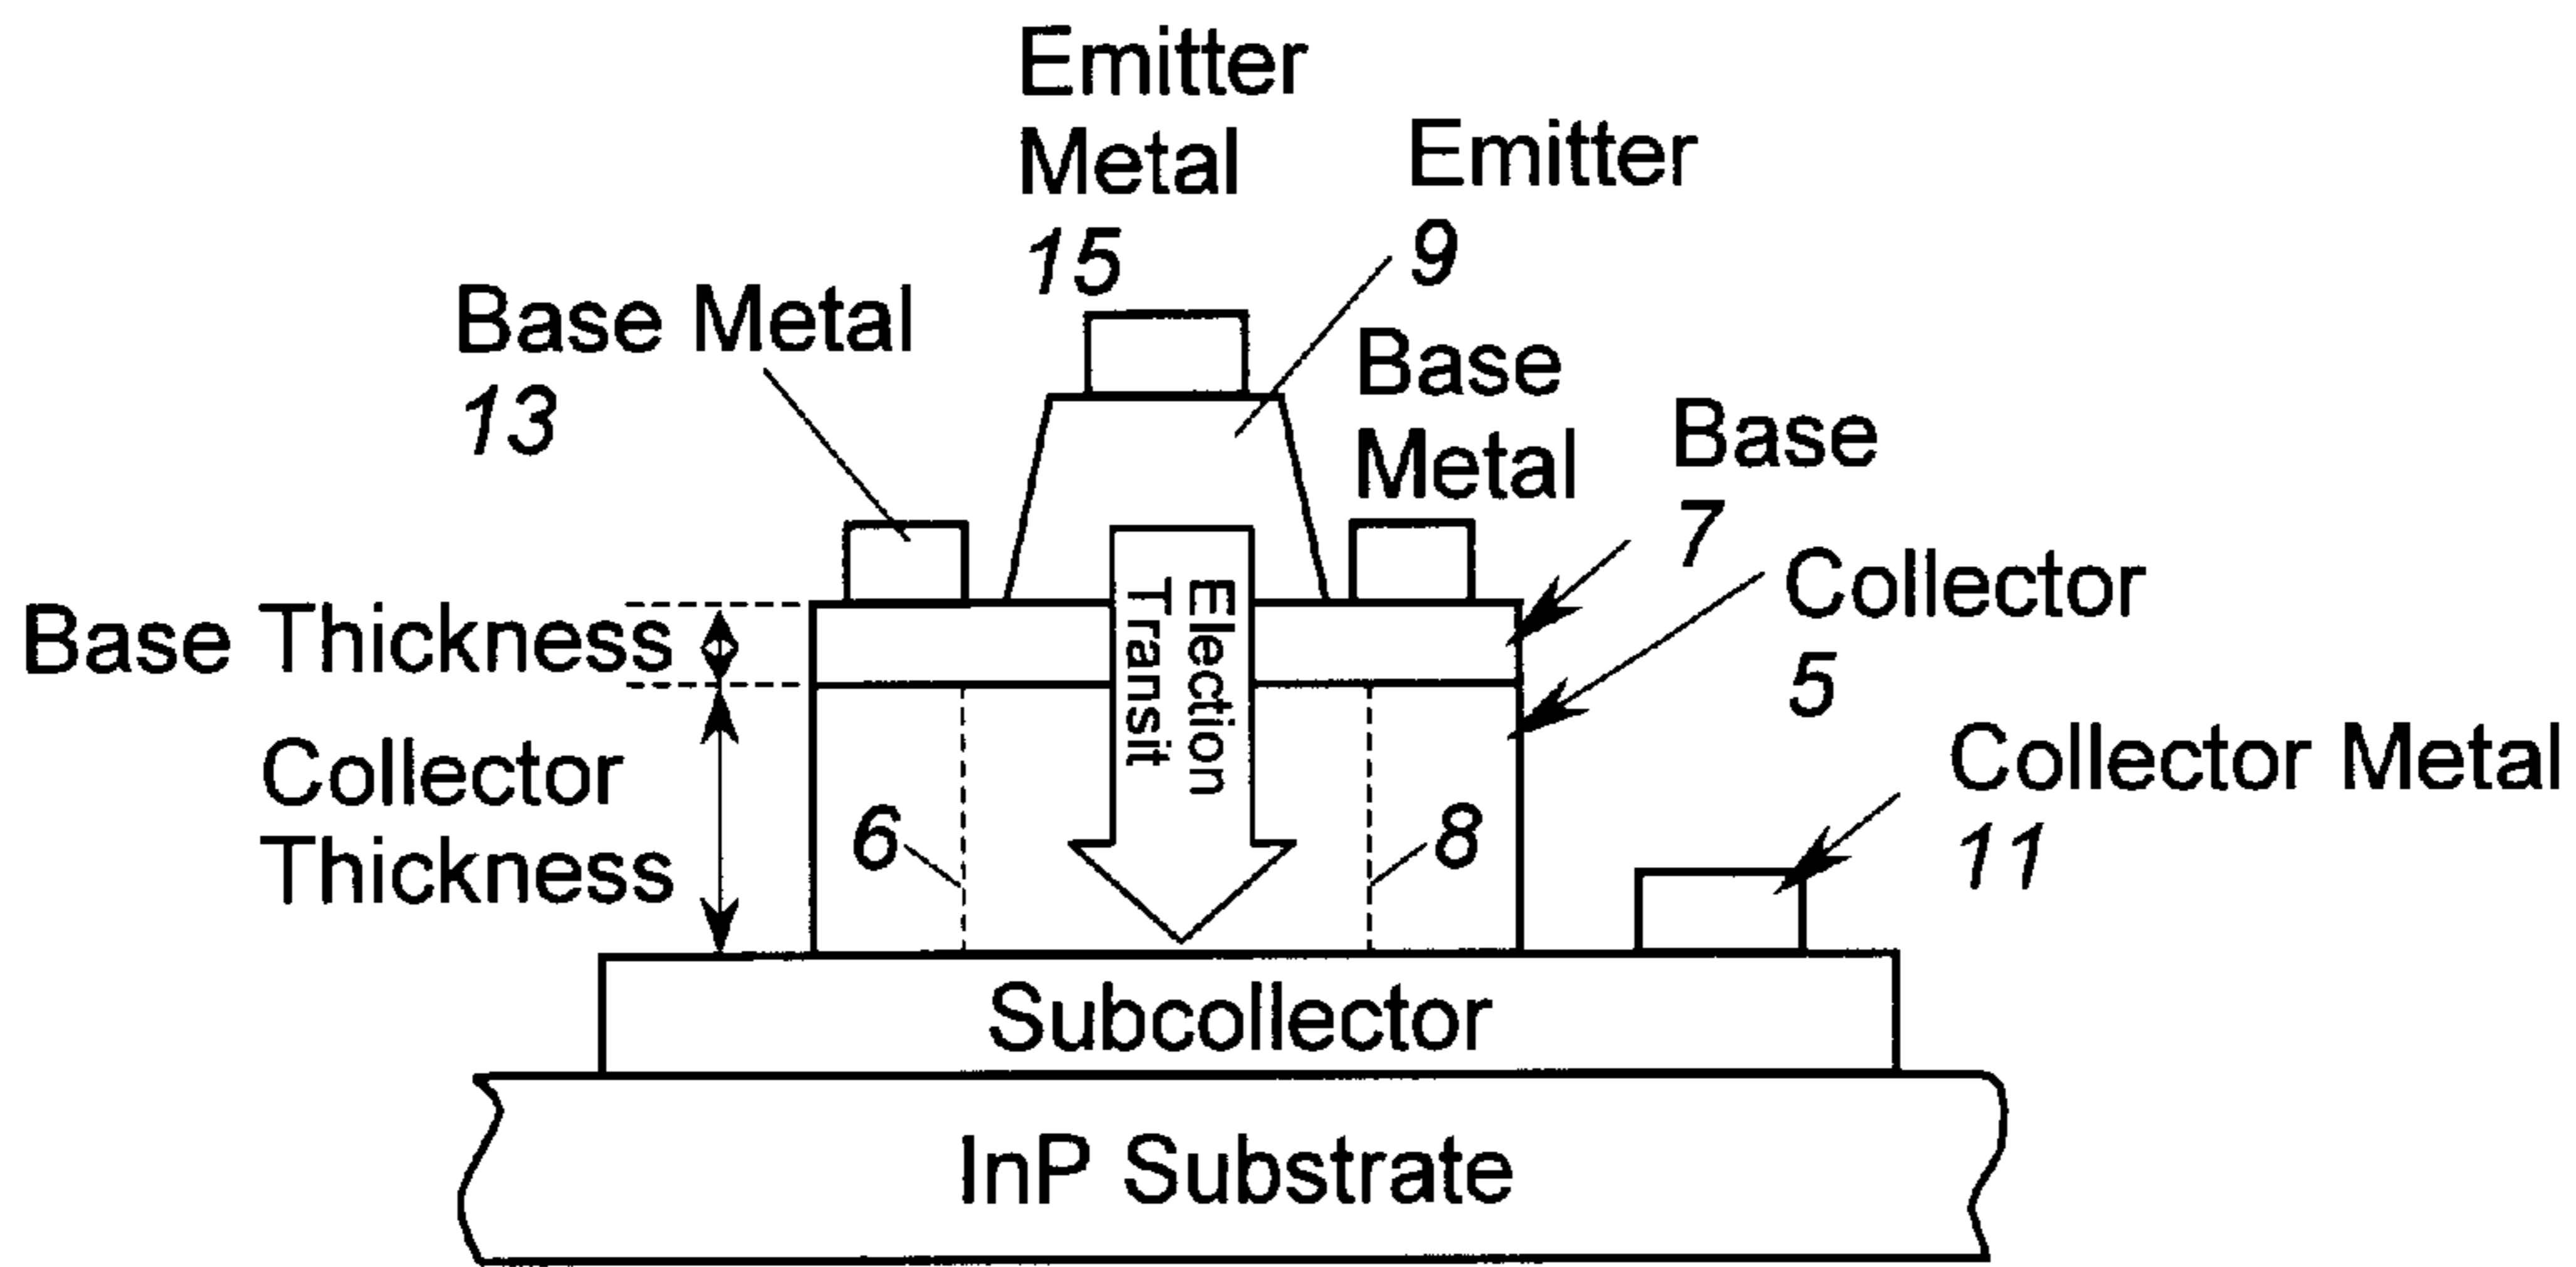 Emitter
Metal
15
Emitter
9
Base Metal
13
Base
Metal
Base
7
Collector
5
Collector Metal
11
Base Thickness
Collector
Thickness
Election
Transit
6
8
Subcollector
InP Substrate